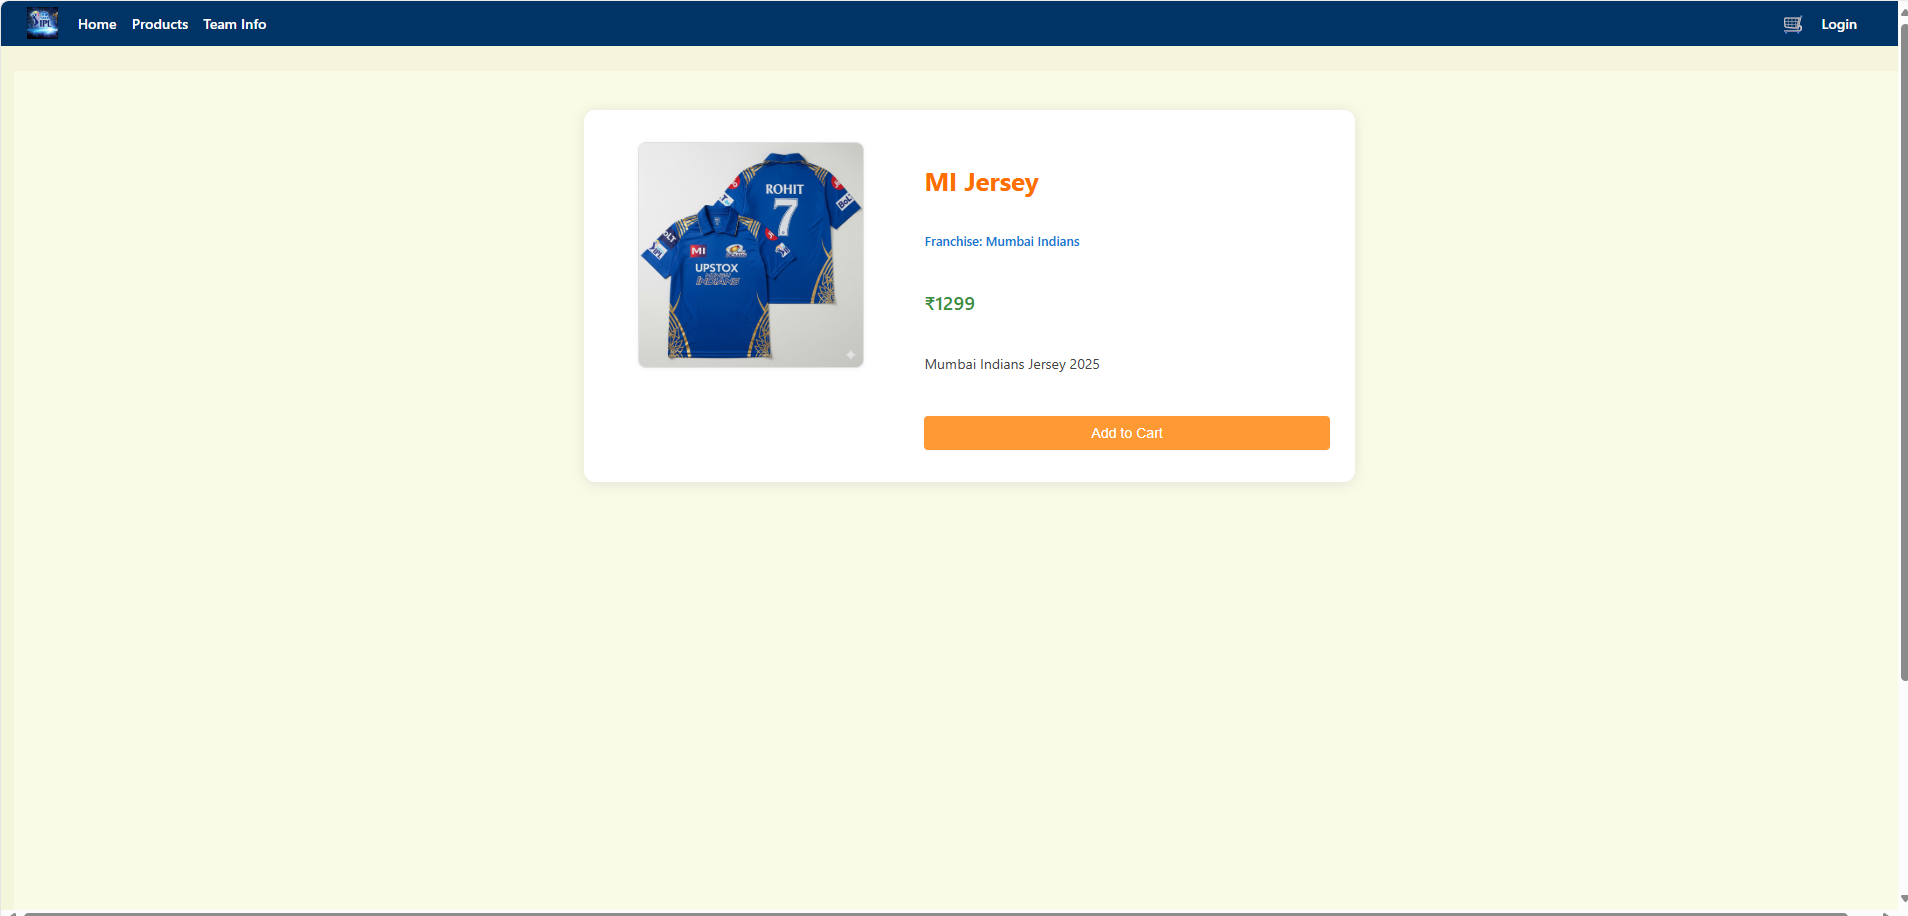 IPL
Home
Products
Team Info
Login
ROHIT
7
MI
UPSTOX
INDIANS
MI Jersey
Franchise: Mumbai Indians
₹1299
Mumbai Indians Jersey 2025
Add to Cart